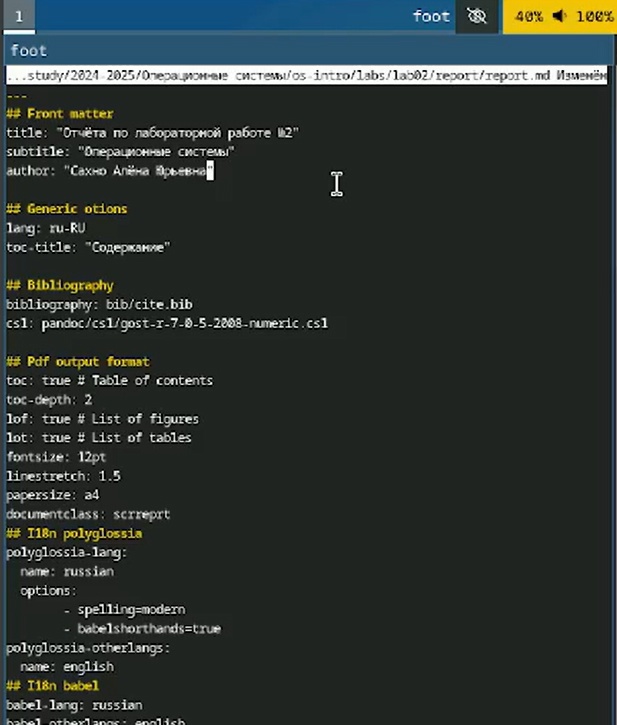 1
foot
40% 100%
foot
...study/2024-2025/Операционные системы/os-intro/labs/lab02/report/report.md Изменён
---
## Front matter
title: "Отчёта по лабораторной работе №2"
subtitle: "Операционные системы"
author: "Сахно Алёна Юрьевна"
## Generic otions
lang: ru-RU
toc-title: "Содержание"
## Bibliography
bibliography: bib/cite.bib
csl: pandoc/csl/gost-r-7-0-5-2008-numeric.csl
## Pdf output format
toc: true # Table of contents
toc-depth: 2
lof: true # List of figures
lot: true # List of tables
fontsize: 12pt
linestretch: 1.5
papersize: a4
documentclass: scrreprt
## I18n polyglossia
polyglossia-lang:
name: russian
options:
- spelling=modern
- babelshorthands=true
polyglossia-otherlangs:
name: english
## I18n babel
babel-lang: russian
babel-otherlangs: english